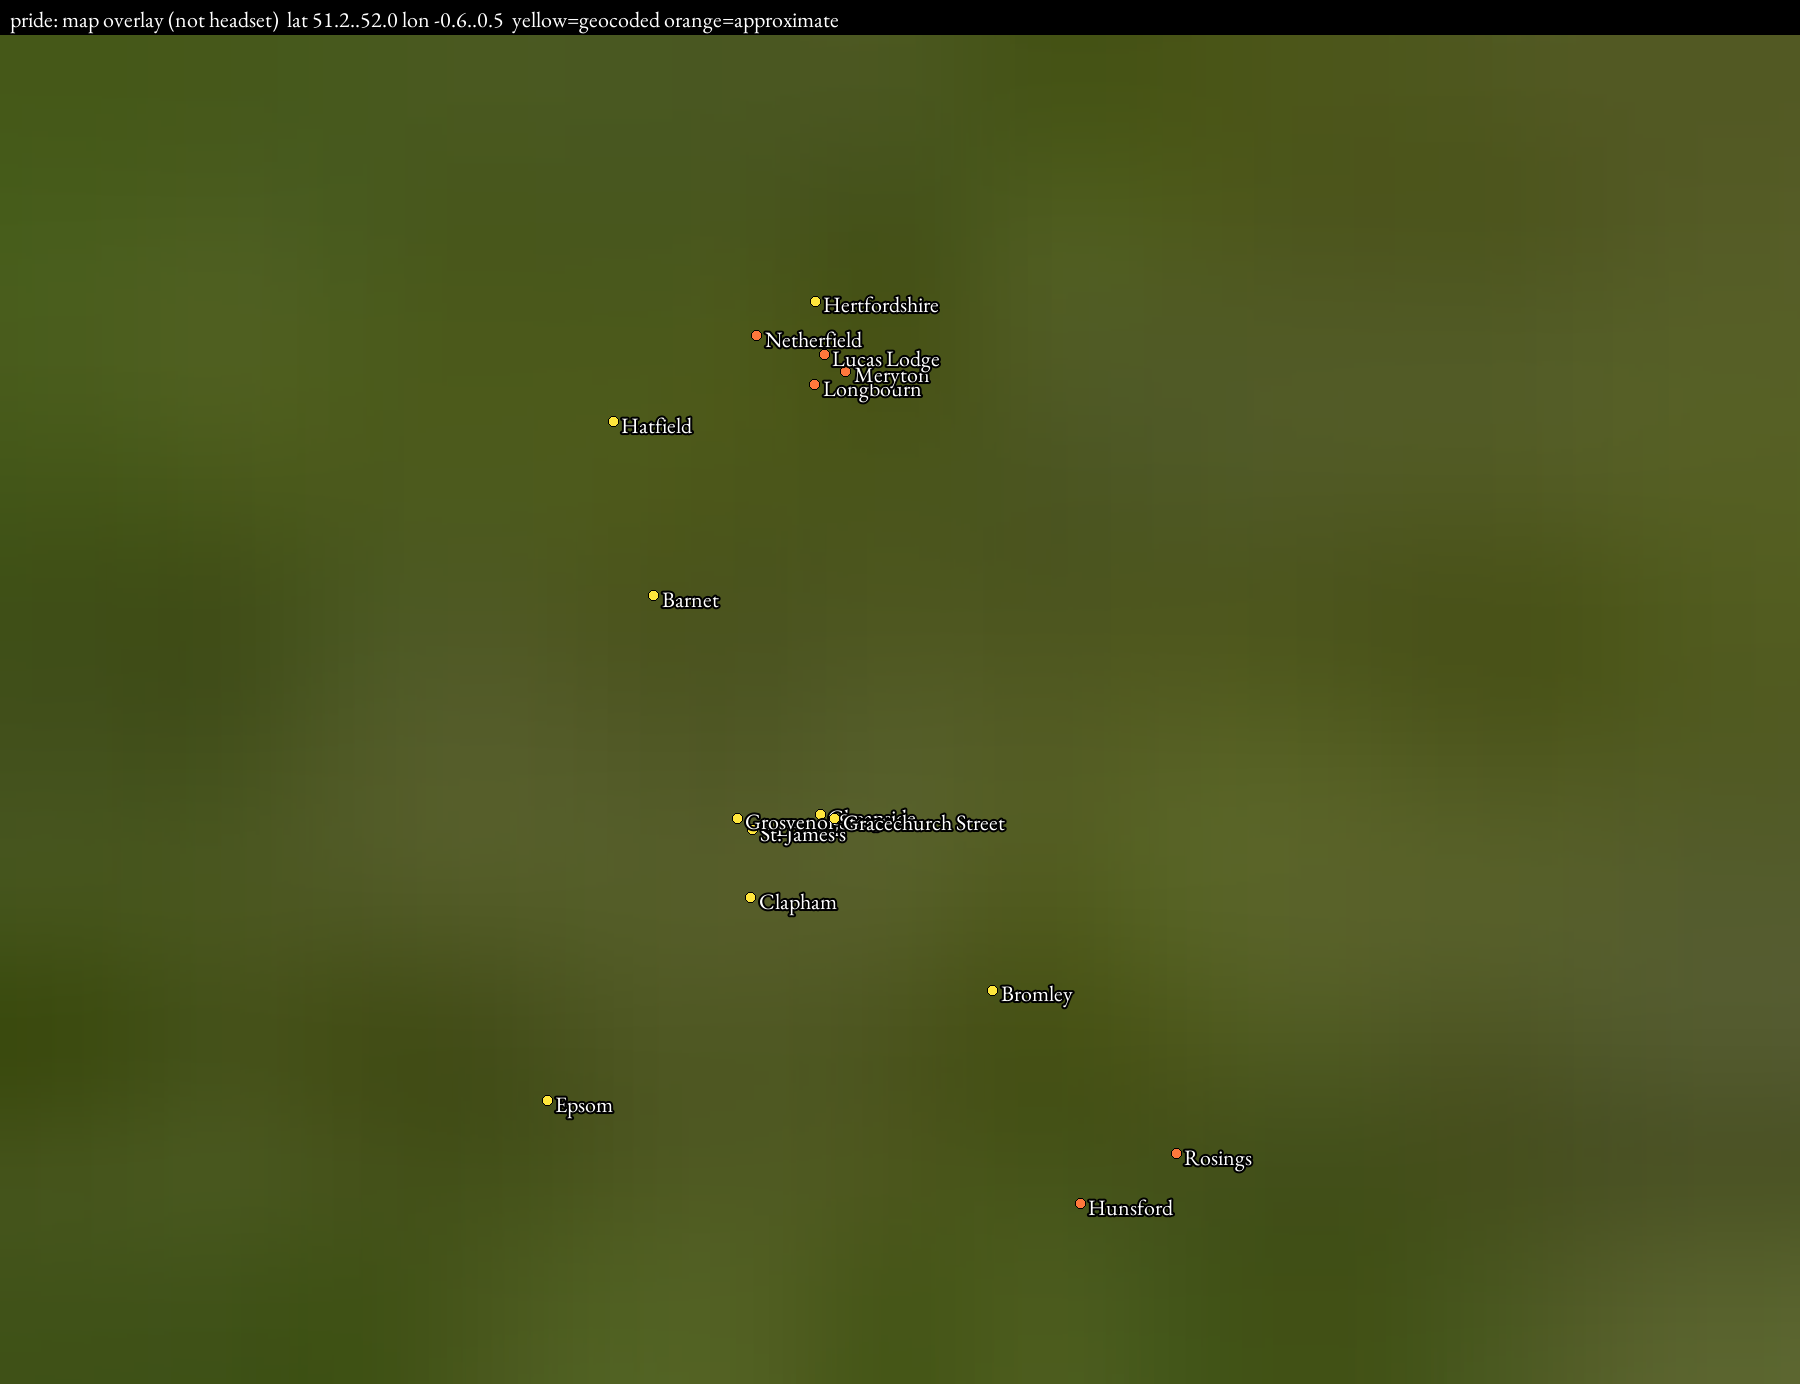 pride: map overlay (not headset) lat 51.2..52.0 lon -0.6..0.5 yellow=geocoded orange=approximate
Hertfordshire
Netherfield
Lucas Lodge
Meryton
Longbourn
Hatfield
Barnet
Gracechurch Street
St. James's
Clapham
Bromley
Epsom
Rosings
Hunsford